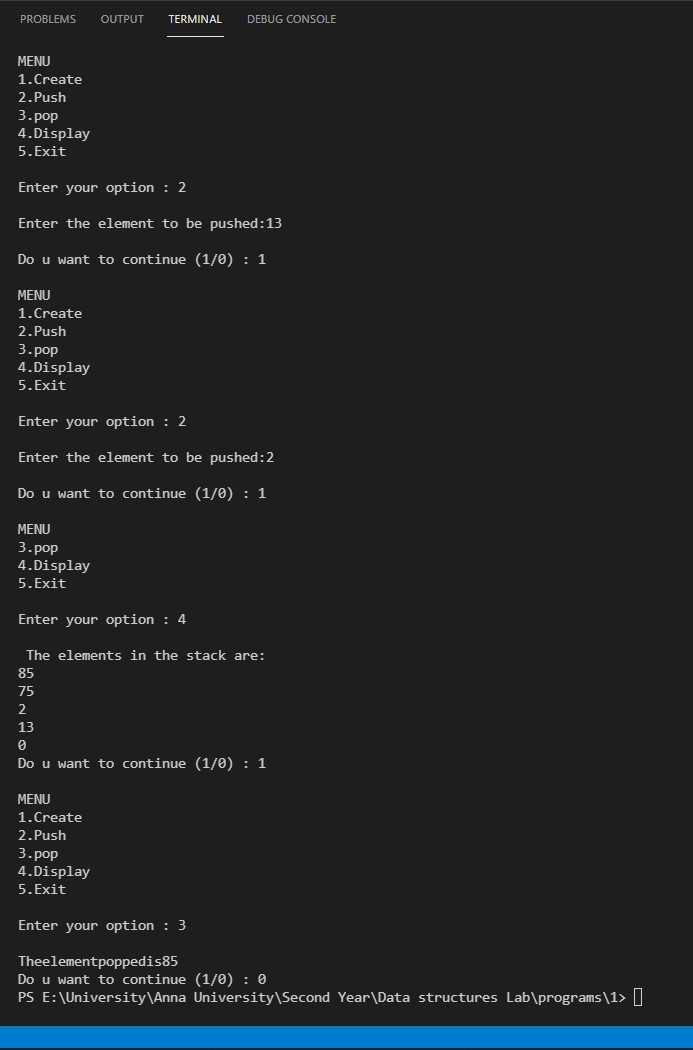 PROBLEMS OUTPUT TERMINAL DEBUG CONSOLE
MENU
1.Create
2.Push
3.pop
4.Display
5.Exit
Enter your option : 2
Enter the element to be pushed:13
Do u want to continue (1/0) : 1
MENU
1.Create
2.Push
3.pop
4.Display
5.Exit
Enter your option : 2
Enter the element to be pushed:2
Do u want to continue (1/0) : 1
MENU
3.pop
4.Display
5.Exit
Enter your option : 4
The elements in the stack are:
85
75
2
13
0
Do u want to continue (1/0) : 1
MENU
1.Create
2.Push
3.pop
4.Display
5.Exit
Enter your option : 3
Theelementpoppedis85
Do u want to continue (1/0) : 0
PS E:\University\Anna University\Second Year\Data structures Lab\programs\1>